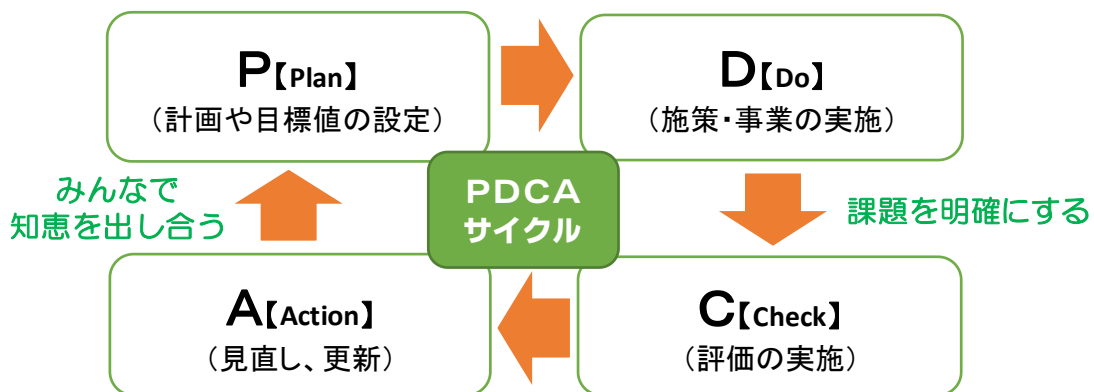 P【Plan】
（計画や目標値の設定）
D【Do】
（施策・事業の実施）
みんなで
知恵を出し合う
PDCA
サイクル
課題を明確にする
A【Action】
（見直し、更新）
C【Check】
（評価の実施）